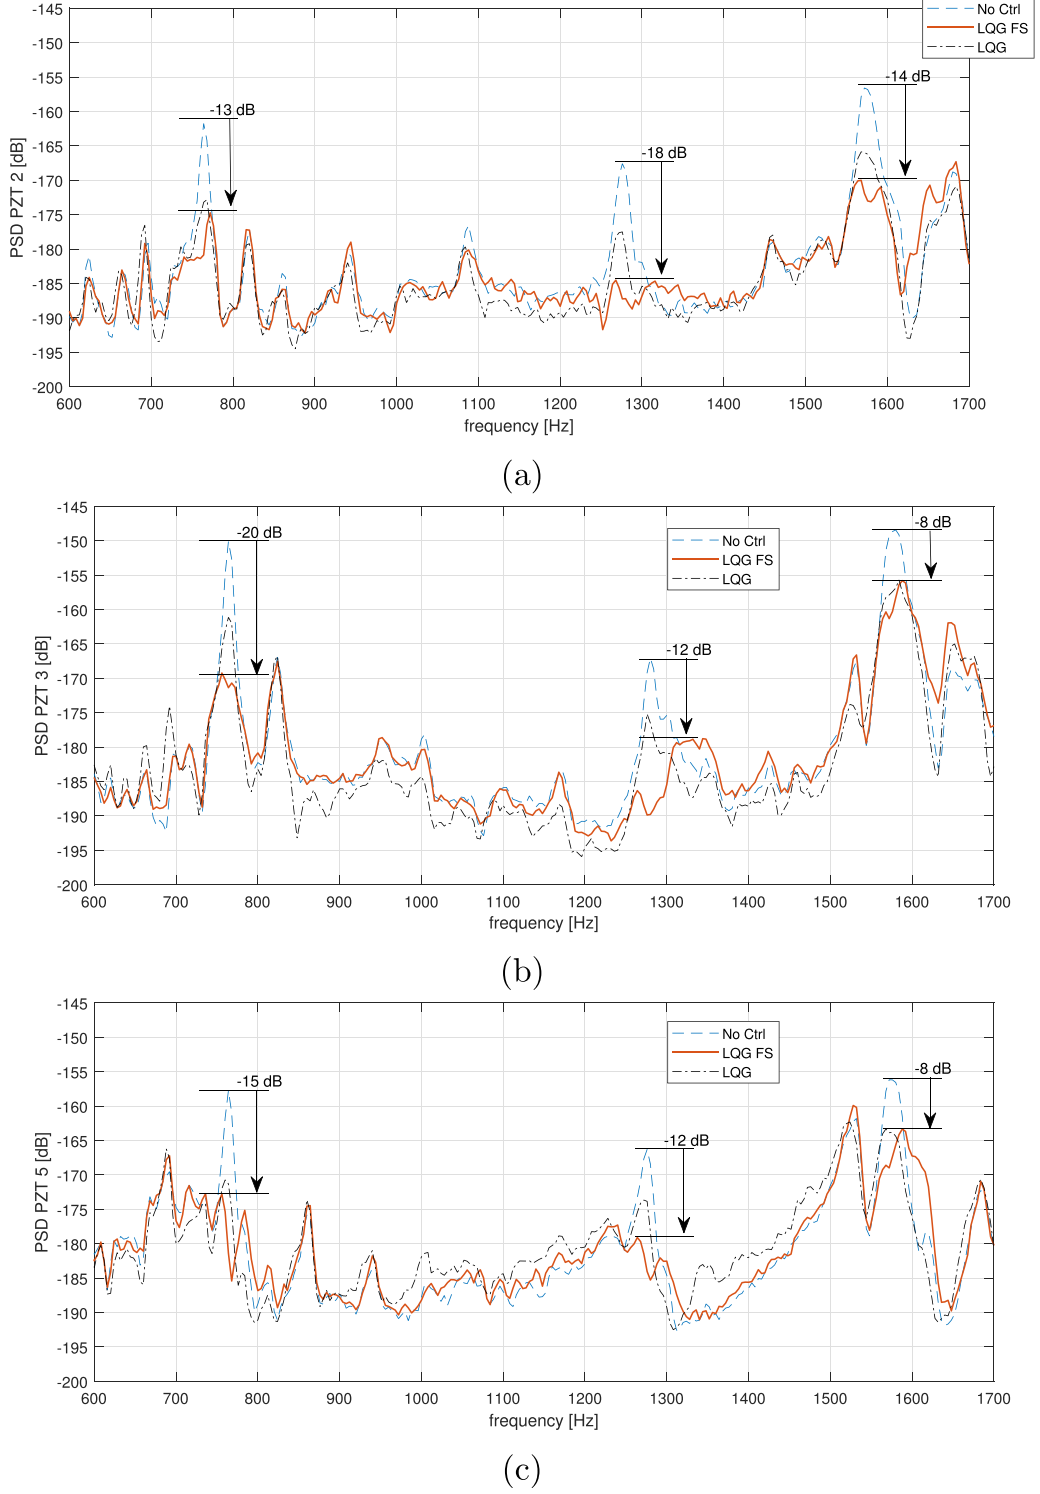 No Ctrl
LQG FS
LQG
-145
-150
-155
-160
-165
-170
-175
-180
-185
-190
-195
-200
PSD PZT 2 [dB]
-13 dB
-18 dB
-14 dB
600 700 800 900 1000 1100 1200 1300 1400 1500 1600 1700
frequency [Hz]
(a)
-145
-150
-155
-160
-165
-170
-175
-180
-185
-190
-195
-200
PSD PZT 3 [dB]
-20 dB
-12 dB
-8 dB
No Ctrl
LQG FS
LQG
600 700 800 900 1000 1100 1200 1300 1400 1500 1600 1700
frequency [Hz]
(b)
-145
-150
-155
-160
-165
-170
-175
-180
-185
-190
-195
-200
PSD PZT 5 [dB]
-15 dB
-12 dB
-8 dB
No Ctrl
LQG FS
LQG
600 700 800 900 1000 1100 1200 1300 1400 1500 1600 1700
frequency [Hz]
(c)